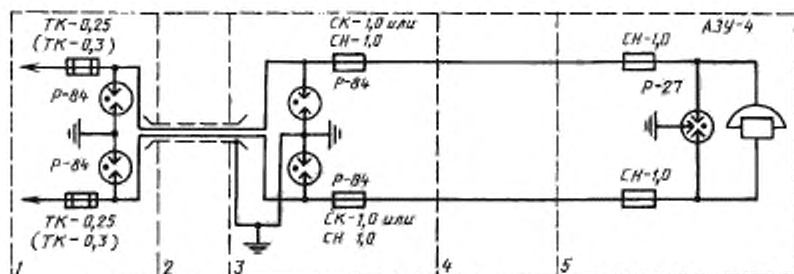 ТК-0,25
(ТК-0,3)
Р-84
Р-84
ТК-0,25
(ТК-0,3)
1
2
3
СК-1,0 или
СН-1,0
Р-84
Р-84
СК-1,0 или
СН 1,0
4
5
СН-1,0
АЗУ-4
Р-27
СН-1,0